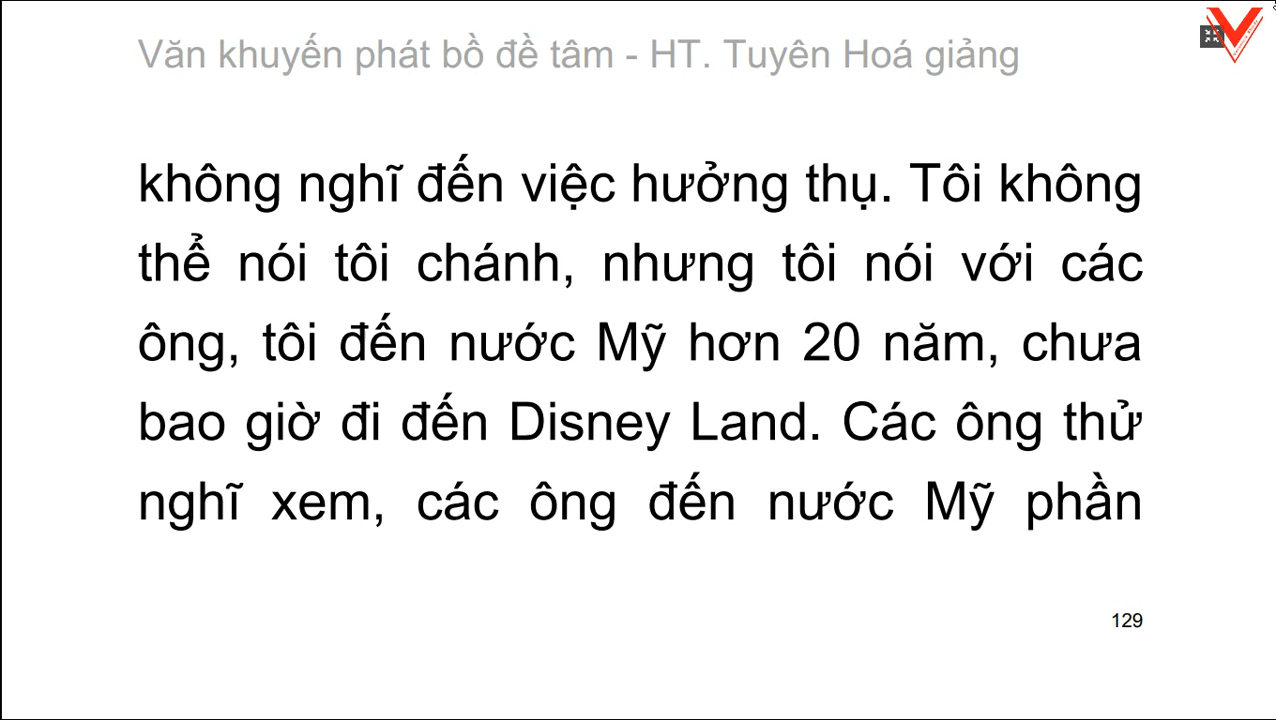 Văn khuyến phát bồ đề tâm - HT. Tuyên Hoá giảng
không nghĩ đến việc hưởng thụ. Tôi không
thể nói tôi chánh, nhưng tôi nói với các
ông, tôi đến nước Mỹ hơn 20 năm, chưa
bao giờ đi đến Disney Land. Các ông thử
nghĩ xem, các ông đến nước Mỹ phần
129